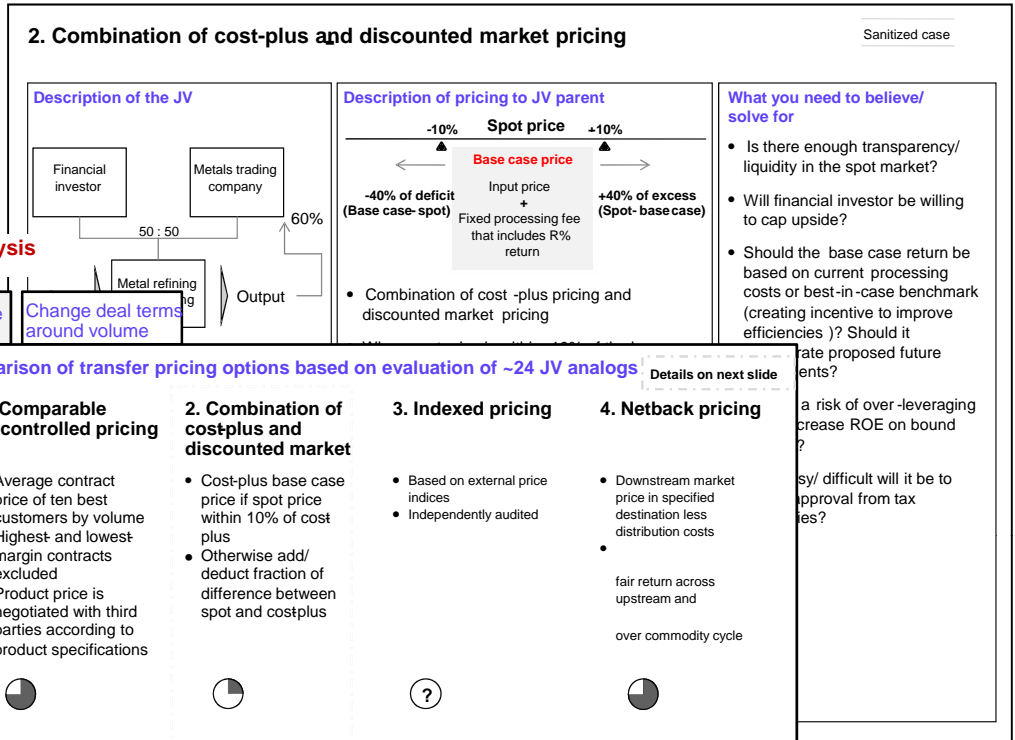 2. Combination of cost-plus and discounted market pricing
Sanitized case
Description of the JV
Financial
investor
Metals trading
company
50 : 50
60%
Metal refining
Output
ysis
Change deal terms
around volume
Description of pricing to JV parent
-10%
Spot price
+10%
Base case price
-40% of deficit
(Base case-spot)
Input price
+
Fixed processing fee
that includes R%
return
+40% of excess
(Spot-base case)
• Combination of cost -plus pricing and
discounted market pricing
What you need to believe/
solve for
• Is there enough transparency/
liquidity in the spot market?
• Will financial investor be willing
to cap upside?
• Should the base case return be
based on current processing
costs or best-in-case benchmark
(creating incentive to improve
efficiencies )? Should it
rate proposed future
ents?
a risk of over-leveraging
crease ROE on bound
?
sy/ difficult will it be to
approval from tax
ies?
arison of transfer pricing options based on evaluation of ~24 JV analogs
Details on next slide
Comparable
controlled pricing
Average contract
price of ten best
customers by volume
Highest- and lowest-
margin contracts
excluded
Product price is
negotiated with third
parties according to
product specifications
2. Combination of
cost-plus and
discounted market
• Cost-plus base case
price if spot price
within 10% of cost-
plus
• Otherwise add/
deduct fraction of
difference between
spot and cost-plus
3. Indexed pricing
• Based on external price
indices
• Independently audited
?
4. Netback pricing
• Downstream market
price in specified
destination less
distribution costs
•
fair return across
upstream and
over commodity cycle